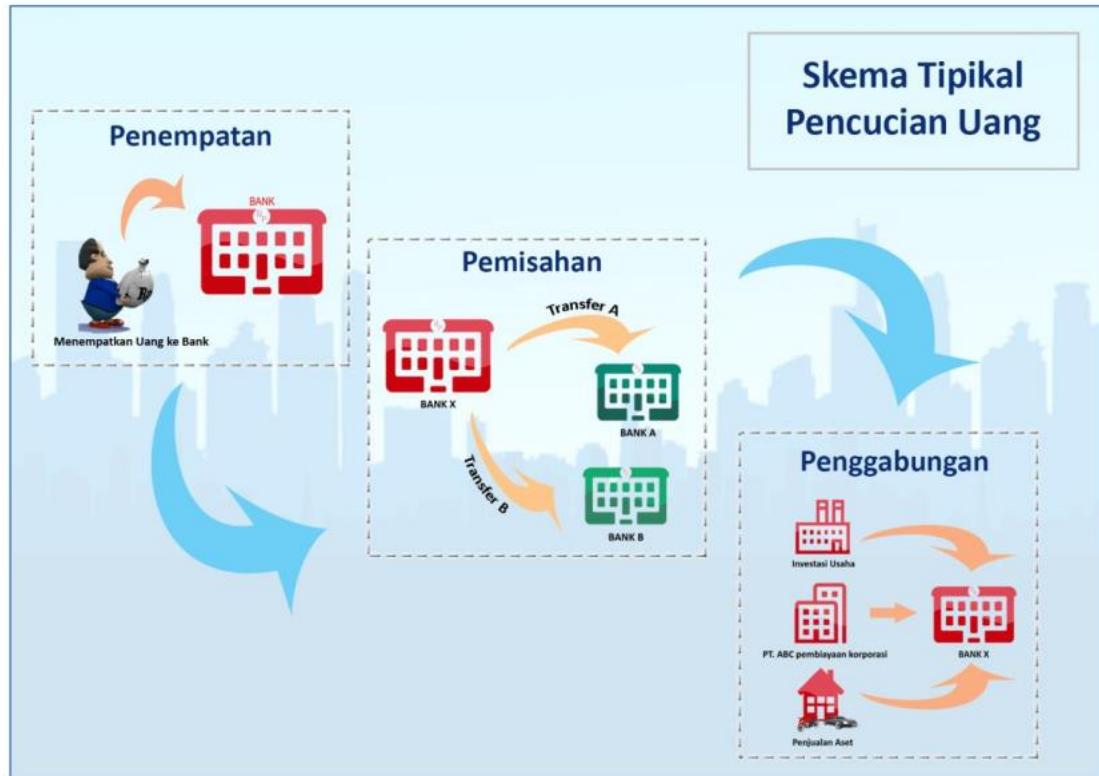 Skema Tipikal
Pencucian Uang
Penempatan
BANK
Rp
Menempatkan Uang ke Bank
Pemisahan
Transfer A
BANK X
BANK A
Transfer B
BANK B
Penggabungan
Investasi Usaha
PT. ABC pembiayaan korporasi
BANK X
Penjualan Aset